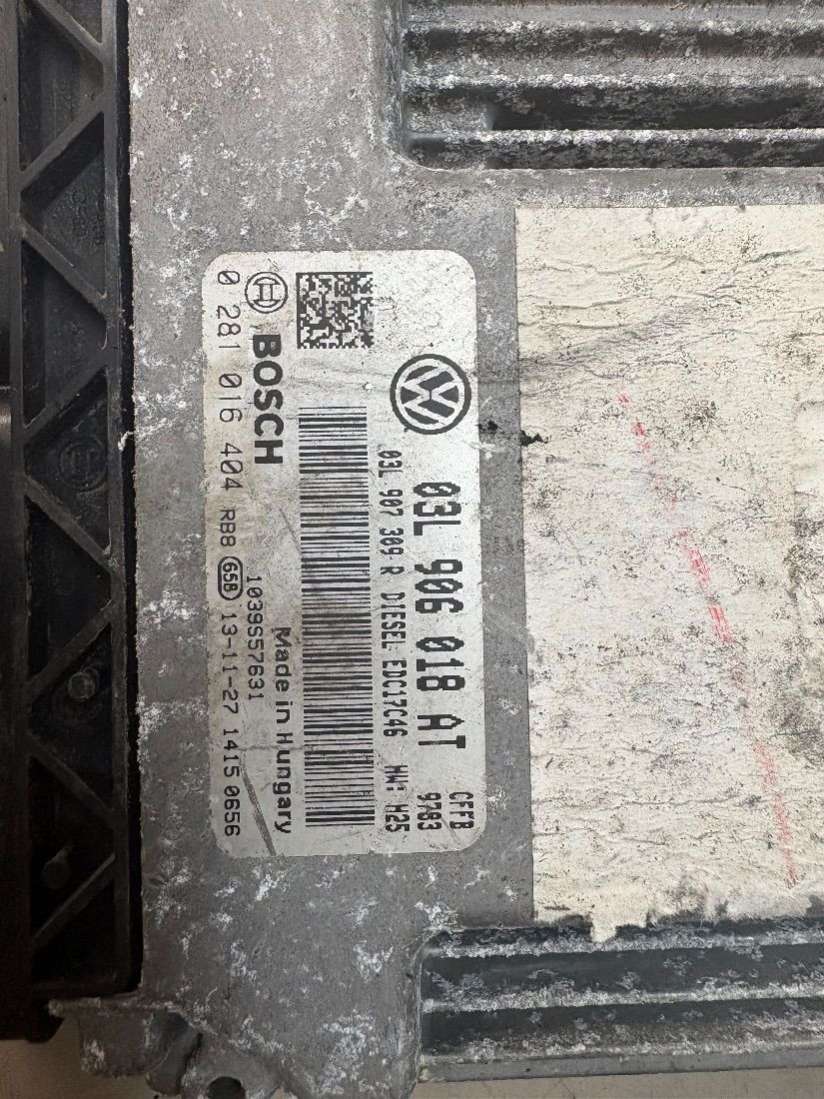 03L 906 018 AT
CFFB
9783
03L 907 309 R DIESEL EDC17C46 HW: H25
BOSCH
Made in Hungary
1039S57631
0 281 016 404 RB8 65B 13-11-27 1415 0656